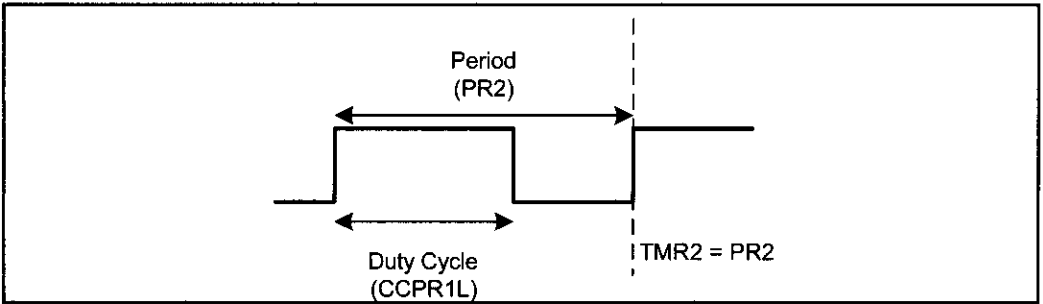 Period
(PR2)
Duty Cycle
(CCPR1L)
TMR2 = PR2